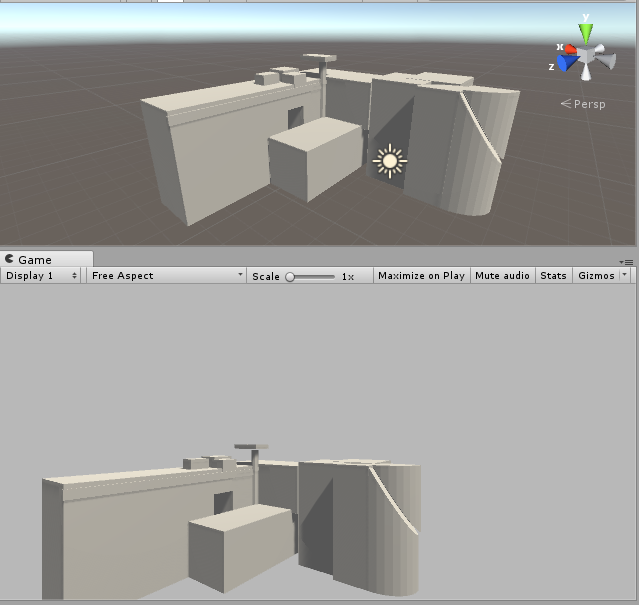 y
x
z
Persp
Game
Display 1 Free Aspect Scale 1x Maximize on Play Mute audio Stats Gizmos